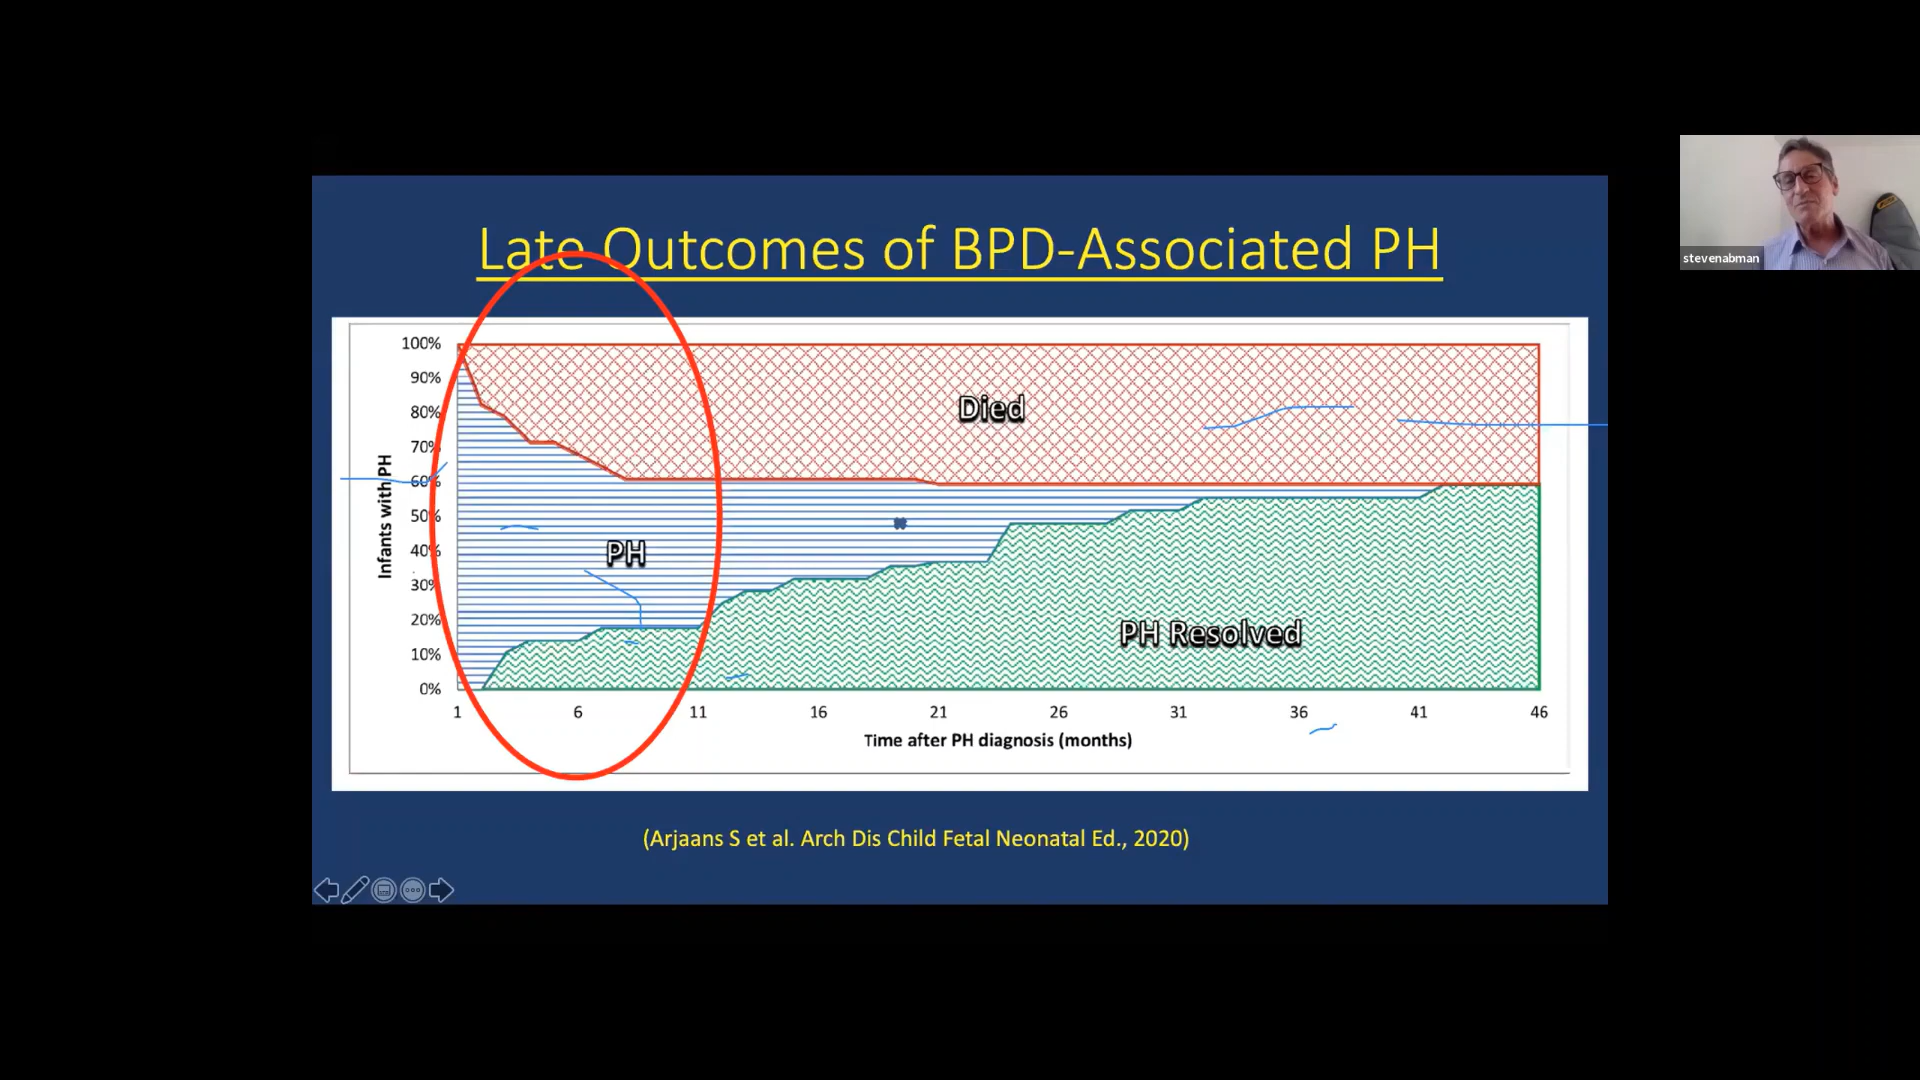 Late Outcomes of BPD-Associated PH
stevenabman
Infants with PH
100%
90%
80%
70%
60%
50%
40%
30%
20%
10%
0%
Died
PH
PH Resolved
1 6 11 16 21 26 31 36 41 46
Time after PH diagnosis (months)
(Arjaans S et al. Arch Dis Child Fetal Neonatal Ed., 2020)